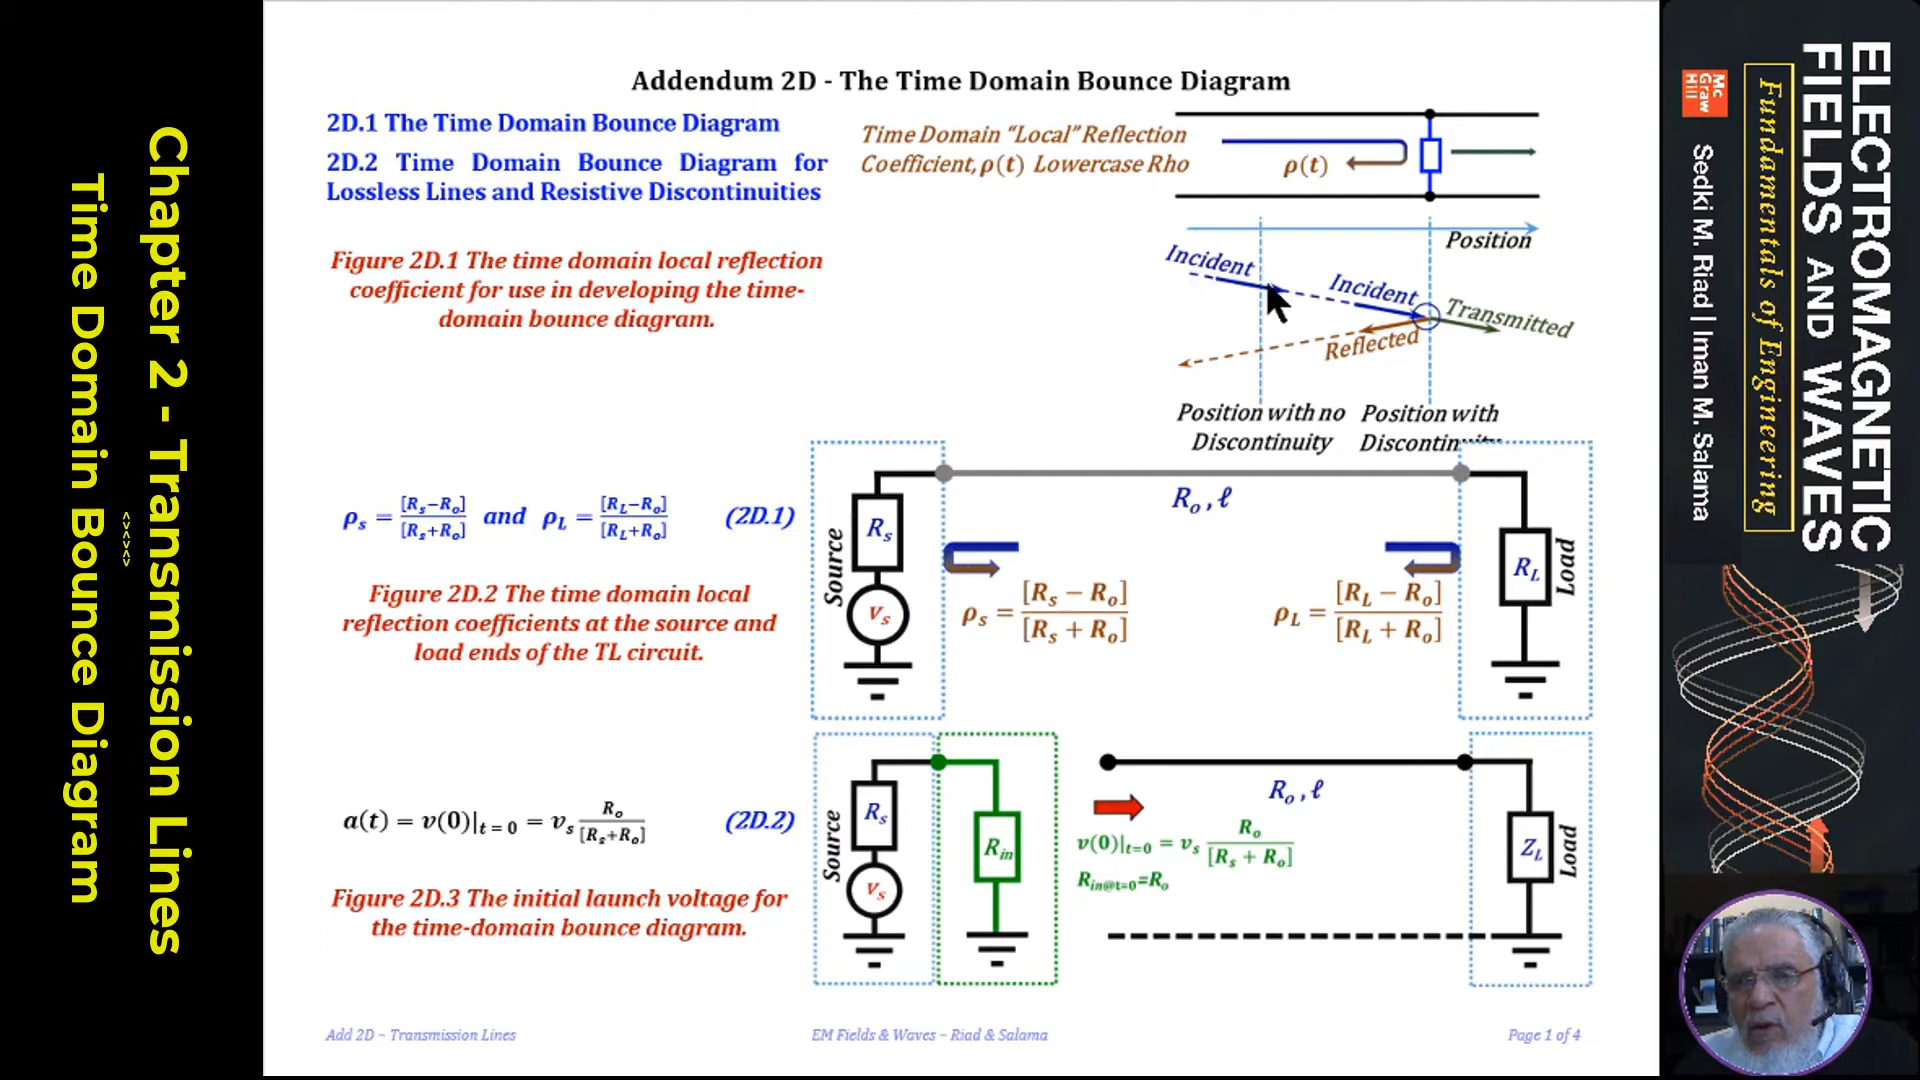 Chapter 2 - Transmission Lines
Time Domain Bounce Diagram
Addendum 2D - The Time Domain Bounce Diagram
2D.1 The Time Domain Bounce Diagram
2D.2 Time Domain Bounce Diagram for
Lossless Lines and Resistive Discontinuities
Time Domain "Local" Reflection
Coefficient, ρ(t) Lowercase Rho
ρ(t)
Position
Incident
Incident
Transmitted
Reflected
Position with no
Discontinuity
Position with
Discontinuity
Figure 2D.1 The time domain local reflection
coefficient for use in developing the time-
domain bounce diagram.
ρs = [Rs−Ro]/[Rs+Ro] and ρL = [RL−Ro]/[RL+Ro] (2D.1)
Figure 2D.2 The time domain local
reflection coefficients at the source and
load ends of the TL circuit.
Source
Rs
vs
Ro, ℓ
ρs = [Rs − Ro]/[Rs + Ro]
ρL = [RL − Ro]/[RL + Ro]
RL
Load
a(t) = v(0)|t = 0 = vs Ro/[Rs+Ro] (2D.2)
Figure 2D.3 The initial launch voltage for
the time-domain bounce diagram.
Source
Rs
vs
Rin
Ro, ℓ
v(0)|t=0 = vs Ro/[Rs + Ro]
Rin@t=0=Ro
ZL
Load
Add 2D – Transmission Lines
EM Fields & Waves – Riad & Salama
Page 1 of 4
ELECTROMAGNETIC
FIELDS AND WAVES
Fundamentals of Engineering
Mc
Graw
Hill
Sedki M. Riad | Iman M. Salama